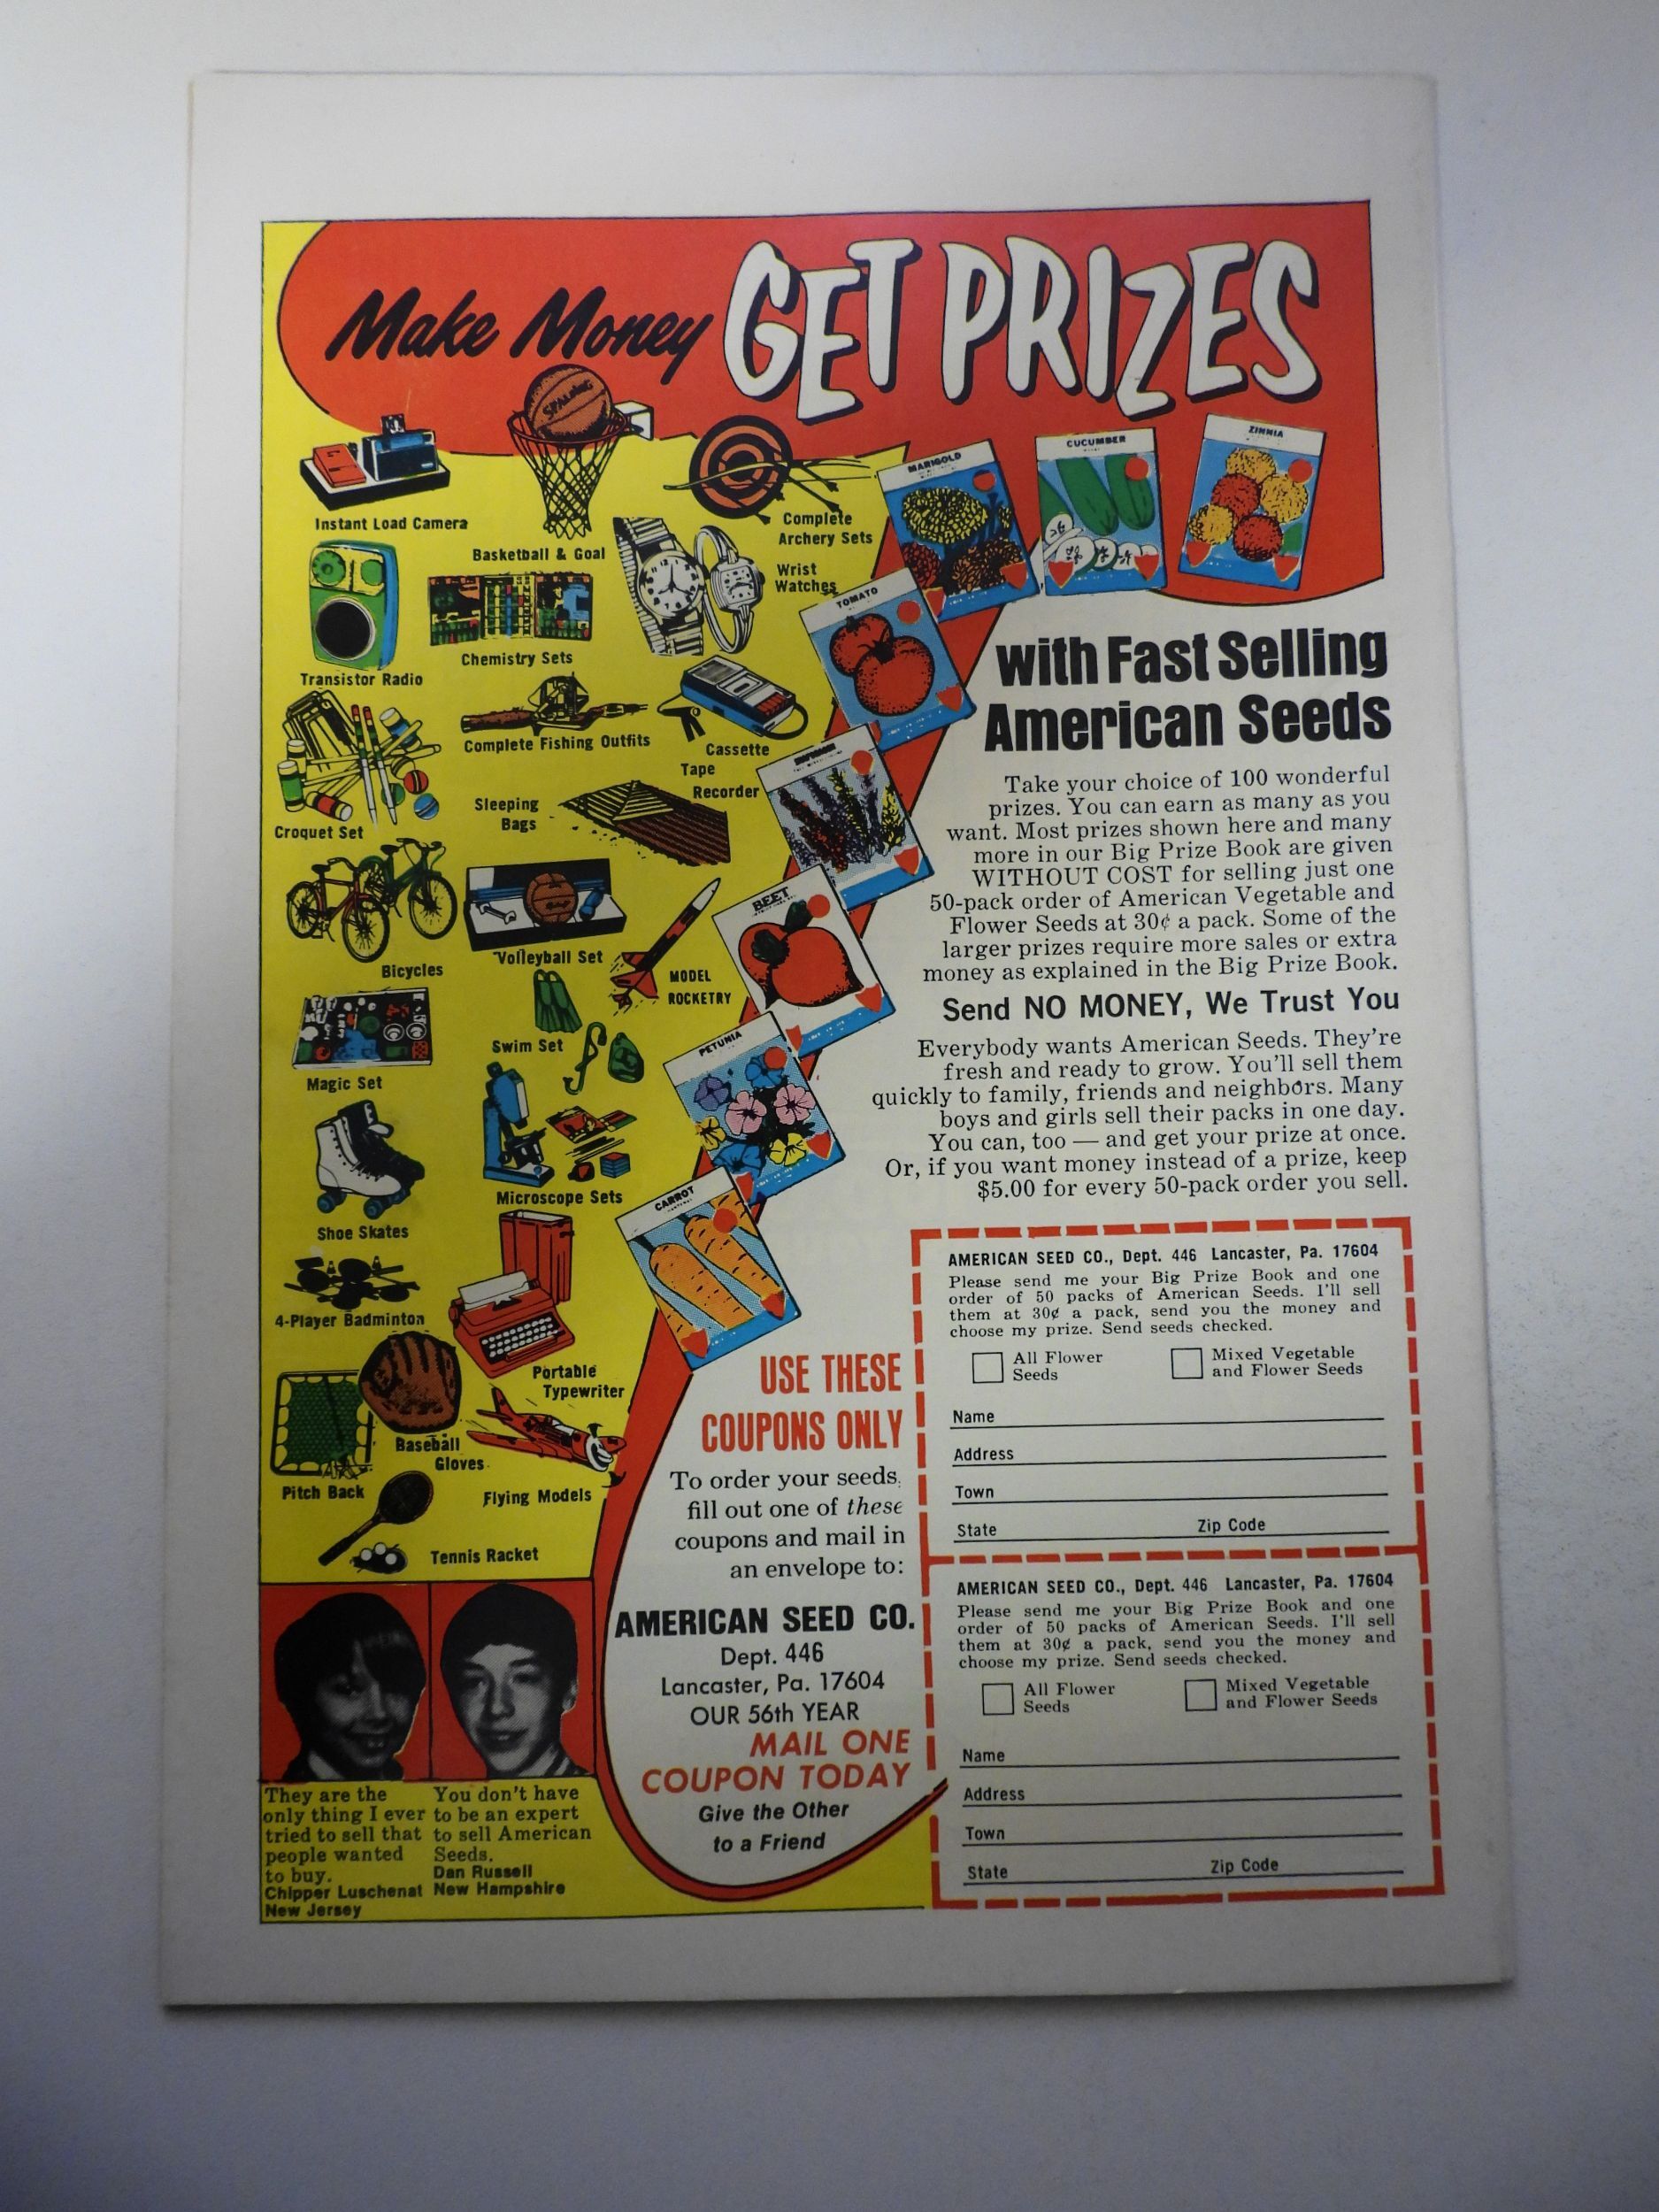 Make Money GET PRIZES
SPALDING
Instant Load Camera
Basketball & Goal
Complete
Archery Sets
Wrist
Watches
Transistor Radio
Chemistry Sets
Complete Fishing Outfits
Cassette
Tape
Recorder
Croquet Set
Sleeping
Bags
Bicycles
Volleyball Set
MODEL
ROCKETRY
Magic Set
Swim Set
Shoe Skates
Microscope Sets
4-Player Badminton
Portable
Typewriter
Pitch Back
Baseball
Gloves
Flying Models
Tennis Racket
MARIGOLD
CUCUMBER
ZINNIA
TOMATO
BEET
PETUNIA
CARROT
with Fast Selling
American Seeds
Take your choice of 100 wonderful
prizes. You can earn as many as you
want. Most prizes shown here and many
more in our Big Prize Book are given
WITHOUT COST for selling just one
50-pack order of American Vegetable and
Flower Seeds at 30¢ a pack. Some of the
larger prizes require more sales or extra
money as explained in the Big Prize Book.
Send NO MONEY, We Trust You
Everybody wants American Seeds. They're
fresh and ready to grow. You'll sell them
quickly to family, friends and neighbors. Many
boys and girls sell their packs in one day.
You can, too — and get your prize at once.
Or, if you want money instead of a prize, keep
$5.00 for every 50-pack order you sell.
USE THESE
COUPONS ONLY
To order your seeds,
fill out one of these
coupons and mail in
an envelope to:
AMERICAN SEED CO.
Dept. 446
Lancaster, Pa. 17604
OUR 56th YEAR
MAIL ONE
COUPON TODAY
Give the Other
to a Friend
AMERICAN SEED CO., Dept. 446 Lancaster, Pa. 17604
Please send me your Big Prize Book and one
order of 50 packs of American Seeds. I'll sell
them at 30¢ a pack, send you the money and
choose my prize. Send seeds checked.
All Flower
Seeds
Mixed Vegetable
and Flower Seeds
Name
Address
Town
State Zip Code
AMERICAN SEED CO., Dept. 446 Lancaster, Pa. 17604
Please send me your Big Prize Book and one
order of 50 packs of American Seeds. I'll sell
them at 30¢ a pack, send you the money and
choose my prize. Send seeds checked.
All Flower
Seeds
Mixed Vegetable
and Flower Seeds
Name
Address
Town
State Zip Code
They are the
only thing I ever
tried to sell that
people wanted
to buy.
Chipper Luschenat
New Jersey
You don't have
to be an expert
to sell American
Seeds.
Dan Russell
New Hampshire